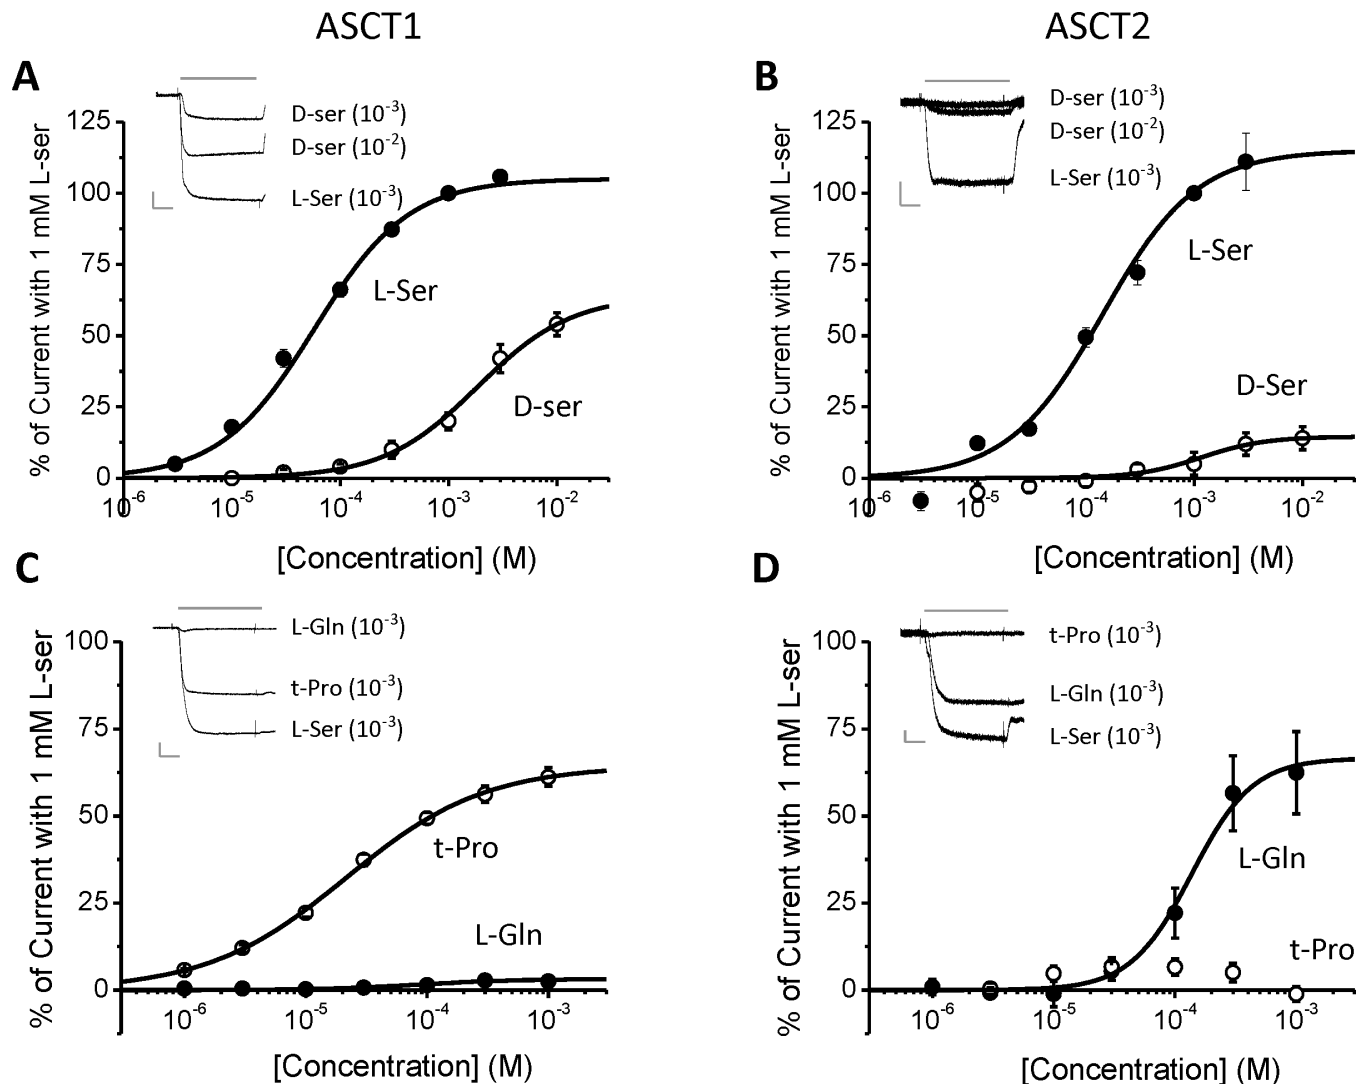 ASCT1
ASCT2
A
D-ser (10-3)
D-ser (10-2)
L-Ser (10-3)
% of Current with 1 mM L-ser
125
100
75
50
25
0
L-Ser
D-ser
10-6
10-5
10-4
10-3
10-2
[Concentration] (M)
B
D-ser (10-3)
D-ser (10-2)
L-Ser (10-3)
% of Current with 1 mM L-ser
125
100
75
50
25
0
L-Ser
D-Ser
10-6
10-5
10-4
10-3
10-2
[Concentration] (M)
C
L-Gln (10-3)
t-Pro (10-3)
L-Ser (10-3)
% of Current with 1 mM L-ser
100
75
50
25
0
t-Pro
L-Gln
10-6
10-5
10-4
10-3
[Concentration] (M)
D
t-Pro (10-3)
L-Gln (10-3)
L-Ser (10-3)
% of Current with 1 mM L-ser
100
75
50
25
0
L-Gln
t-Pro
10-6
10-5
10-4
10-3
[Concentration] (M)